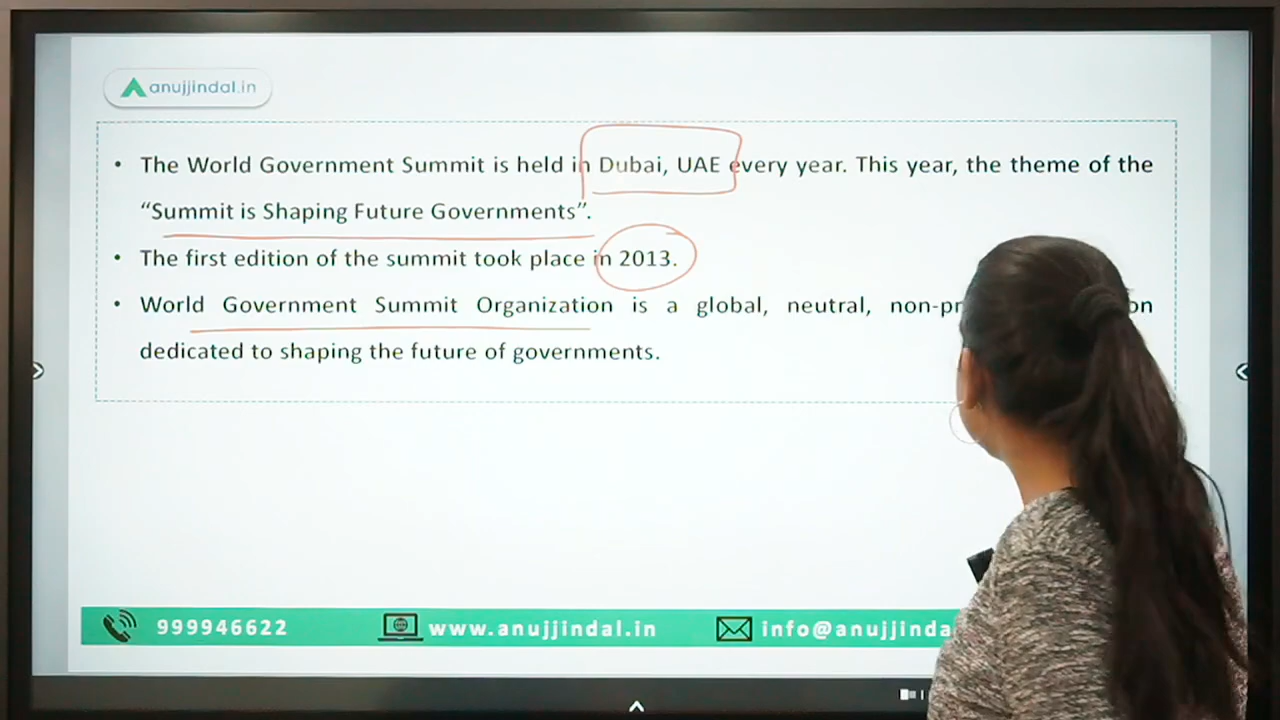 anujjindal.in
• The World Government Summit is held in Dubai, UAE every year. This year, the theme of the
“Summit is Shaping Future Governments”.
• The first edition of the summit took place in 2013.
• World Government Summit Organization is a global, neutral,
dedicated to shaping the future of governments.
999946622 www.anujjindal.in